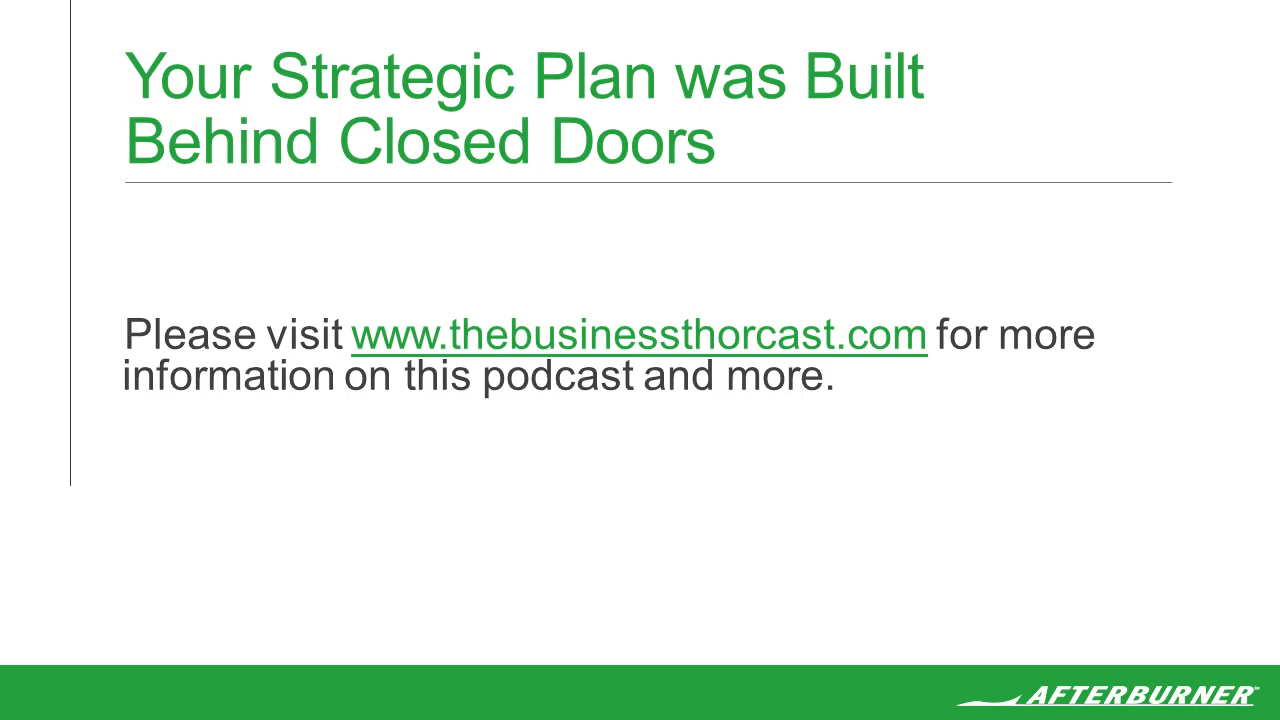 Your Strategic Plan was Built
Behind Closed Doors
Please visit www.thebusinessthorcast.com for more
information on this podcast and more.
AFTERBURNER™